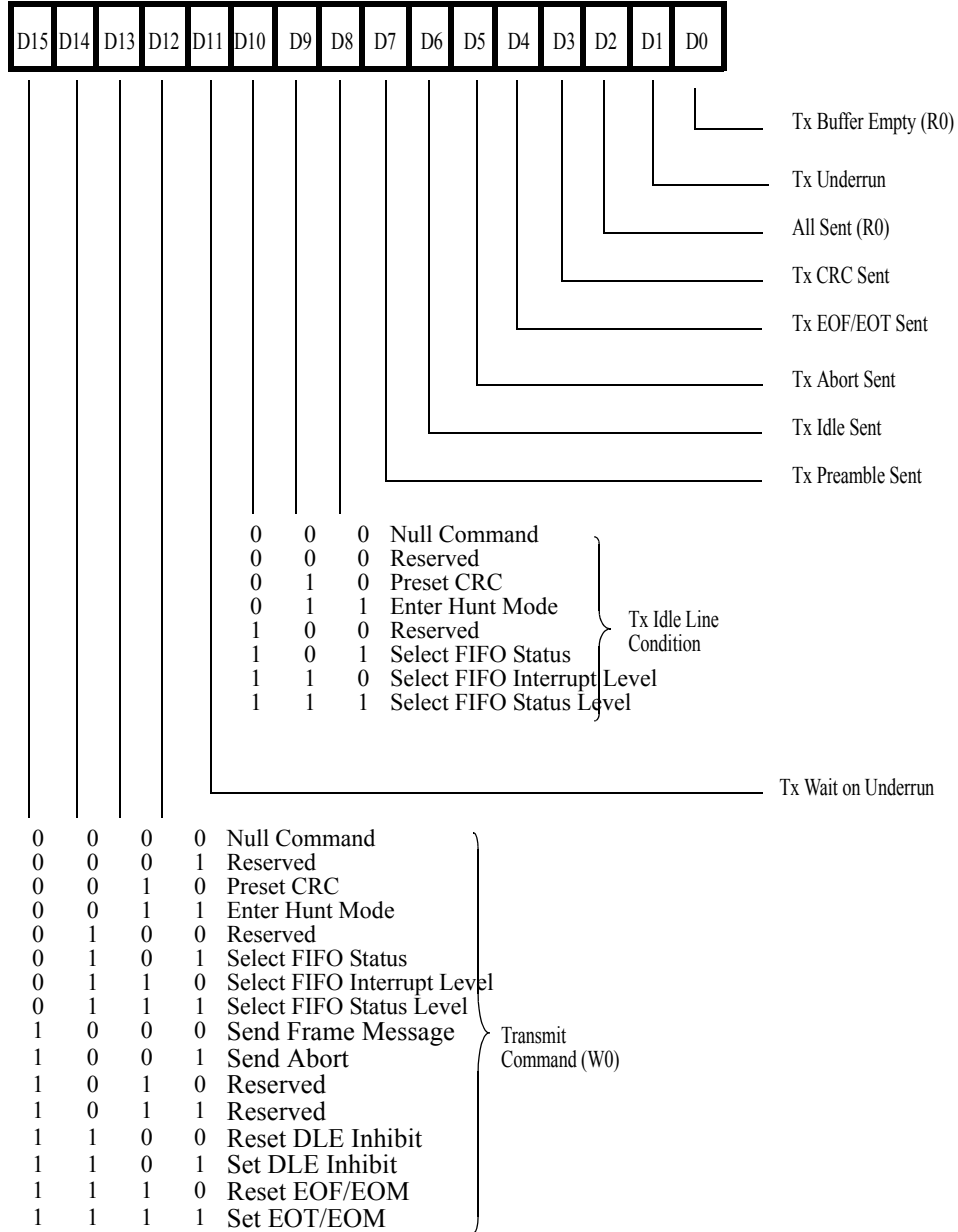 D15 D14 D13 D12 D11 D10 D9 D8 D7 D6 D5 D4 D3 D2 D1 D0
Tx Buffer Empty (R0)
Tx Underrun
All Sent (R0)
Tx CRC Sent
Tx EOF/EOT Sent
Tx Abort Sent
Tx Idle Sent
Tx Preamble Sent
0 0 0 Null Command
0 0 0 Reserved
0 1 0 Preset CRC
0 1 1 Enter Hunt Mode
1 0 0 Reserved
1 0 1 Select FIFO Status
1 1 0 Select FIFO Interrupt Level
1 1 1 Select FIFO Status Level
Tx Idle Line
Condition
Tx Wait on Underrun
0 0 0 0 Null Command
0 0 0 1 Reserved
0 0 1 0 Preset CRC
0 0 1 1 Enter Hunt Mode
0 1 0 0 Reserved
0 1 0 1 Select FIFO Status
0 1 1 0 Select FIFO Interrupt Level
0 1 1 1 Select FIFO Status Level
1 0 0 0 Send Frame Message
1 0 0 1 Send Abort
1 0 1 0 Reserved
1 0 1 1 Reserved
1 1 0 0 Reset DLE Inhibit
1 1 0 1 Set DLE Inhibit
1 1 1 0 Reset EOF/EOM
1 1 1 1 Set EOT/EOM
Transmit
Command (W0)